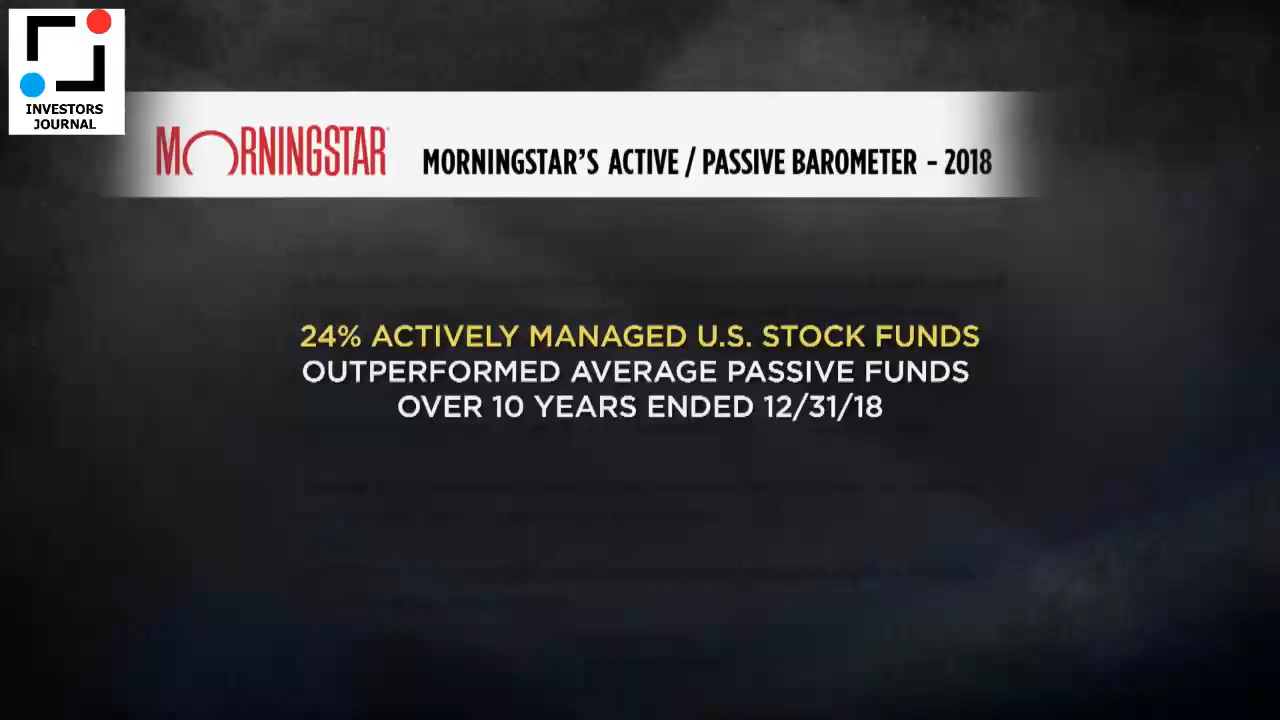 INVESTORS
JOURNAL
MORNINGSTAR®
MORNINGSTAR'S ACTIVE / PASSIVE BAROMETER - 2018
24% ACTIVELY MANAGED U.S. STOCK FUNDS
OUTPERFORMED AVERAGE PASSIVE FUNDS
OVER 10 YEARS ENDED 12/31/18